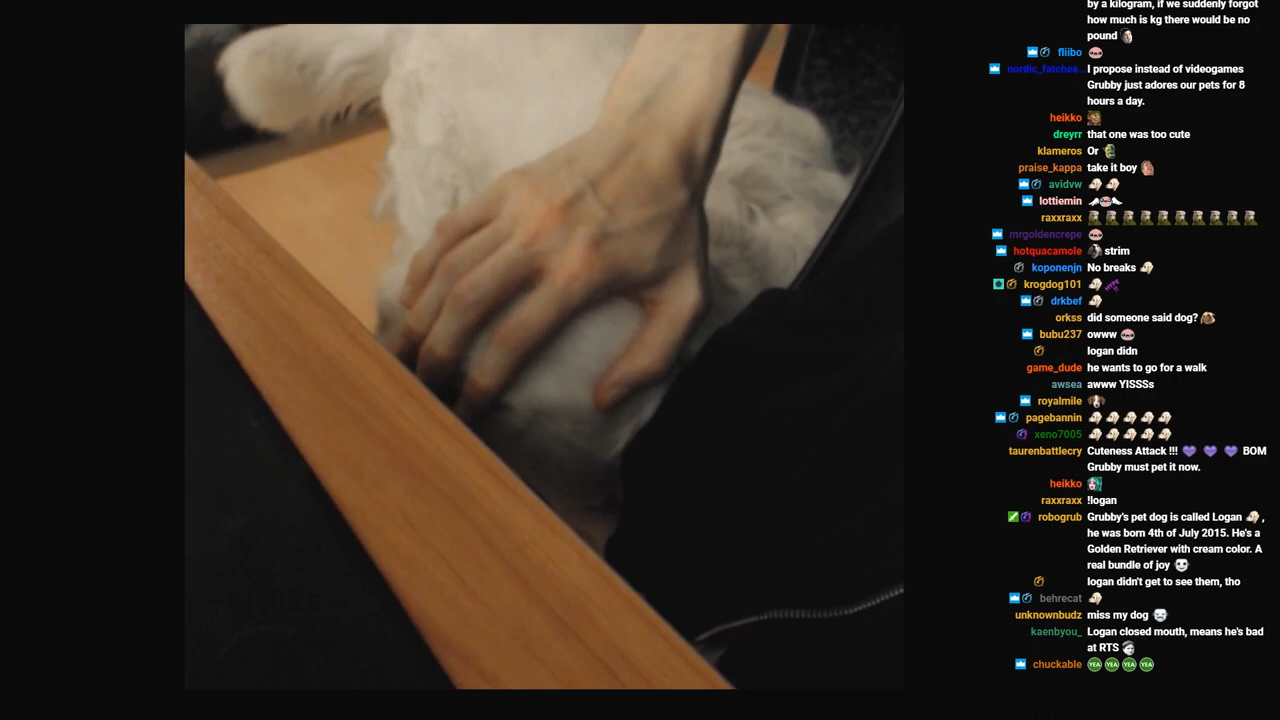 by a kilogram, if we suddenly forgot
how much is kg there would be no
pound
fliibo
nordic_fatchee... I propose instead of videogames
Grubby just adores our pets for 8
hours a day.
heikko
dreyrr that one was too cute
klameros Or
praise_kappa take it boy
avidvw
lottiemin
raxxraxx
mrgoldencrepe
hotquacamole strim
koponenjn No breaks
krogdog101
drkbef
orkss did someone said dog?
bubu237 owww
logan didn
game_dude he wants to go for a walk
awsea awww YISSSs
royalmile
pagebannin
xeno7005
taurenbattlecry Cuteness Attack !!! BOM
Grubby must pet it now.
heikko
raxxraxx !logan
robogrub Grubby's pet dog is called Logan ,
he was born 4th of July 2015. He's a
Golden Retriever with cream color. A
real bundle of joy
logan didn't get to see them, tho
behrecat
unknownbudz miss my dog
kaenbyou_ Logan closed mouth, means he's bad
at RTS
chuckable YEA YEA YEA YEA